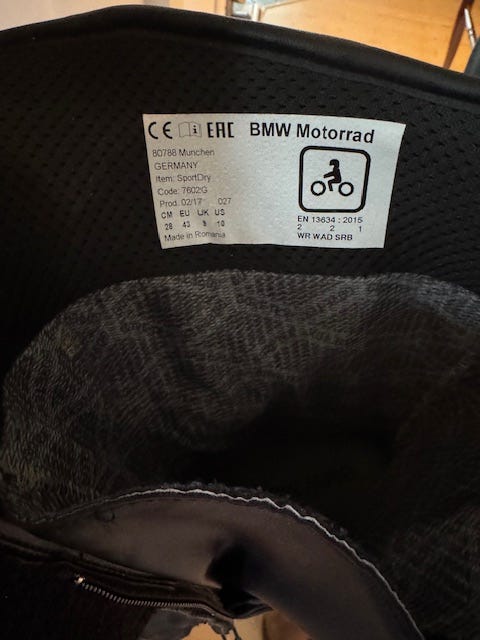 CE EAC BMW Motorrad
80788 Munchen
GERMANY
Item: SportDry
Code: 7602IG
Prod. 02/17 027
CM EU UK US
28 43 9 10
Made in Romania
EN 13634 : 2015
2 2 1
WR WAD SRB